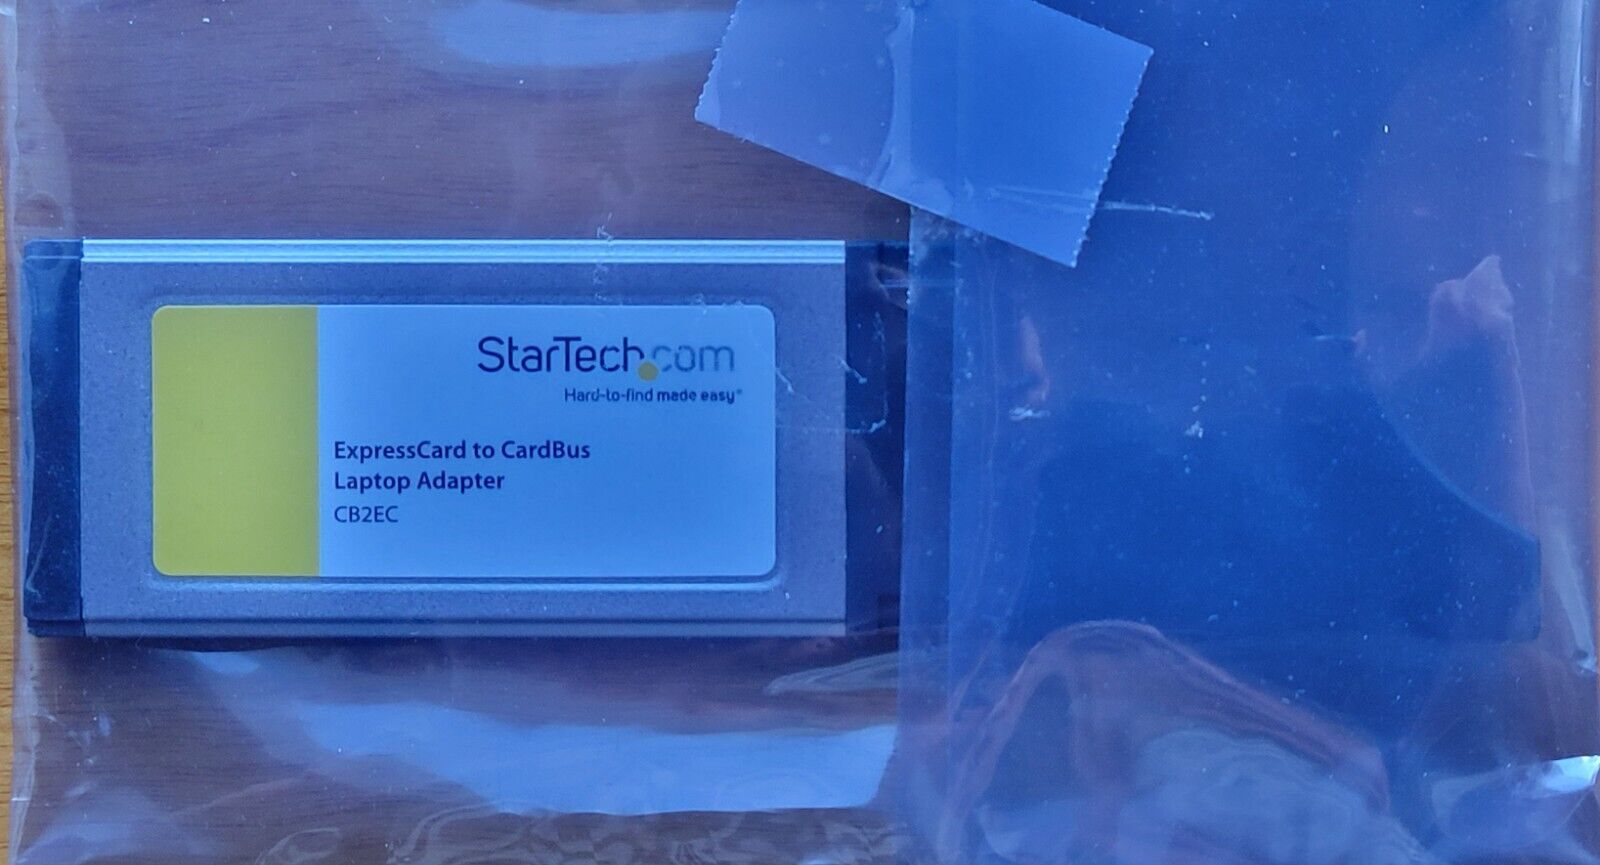 StarTech.com
Hard-to-find made easy®
ExpressCard to CardBus
Laptop Adapter
CB2EC